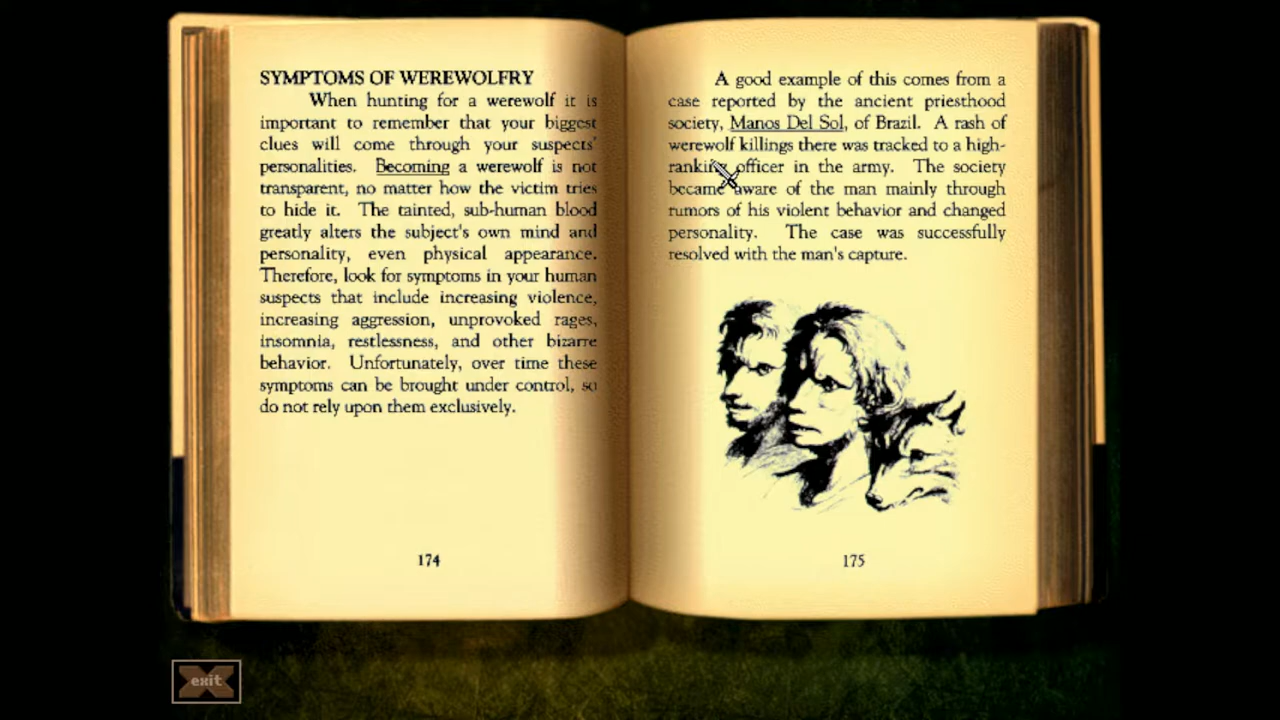 SYMPTOMS OF WEREWOLFRY
When hunting for a werewolf it is
important to remember that your biggest
clues will come through your suspects'
personalities. Becoming a werewolf is not
transparent, no matter how the victim tries
to hide it. The tainted, sub-human blood
greatly alters the subject's own mind and
personality, even physical appearance.
Therefore, look for symptoms in your human
suspects that include increasing violence,
increasing aggression, unprovoked rages,
insomnia, restlessness, and other bizarre
behavior. Unfortunately, over time these
symptoms can be brought under control, so
do not rely upon them exclusively.
174
A good example of this comes from a
case reported by the ancient priesthood
society, Manos Del Sol, of Brazil. A rash of
werewolf killings there was tracked to a high-
ranking officer in the army. The society
became aware of the man mainly through
rumors of his violent behavior and changed
personality. The case was successfully
resolved with the man's capture.
175
exit